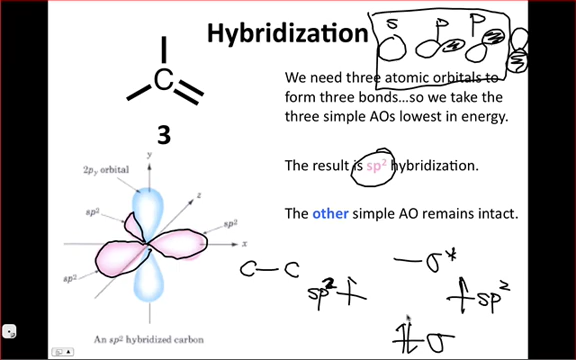 Hybridization
s p p
C
3
We need three atomic orbitals to
form three bonds...so we take the
three simple AOs lowest in energy.
The result is sp² hybridization.
The other simple AO remains intact.
2pᵧ orbital
y
z
sp²
sp²
x
sp²
C C
σ*
sp² sp²
σ
An sp² hybridized carbon